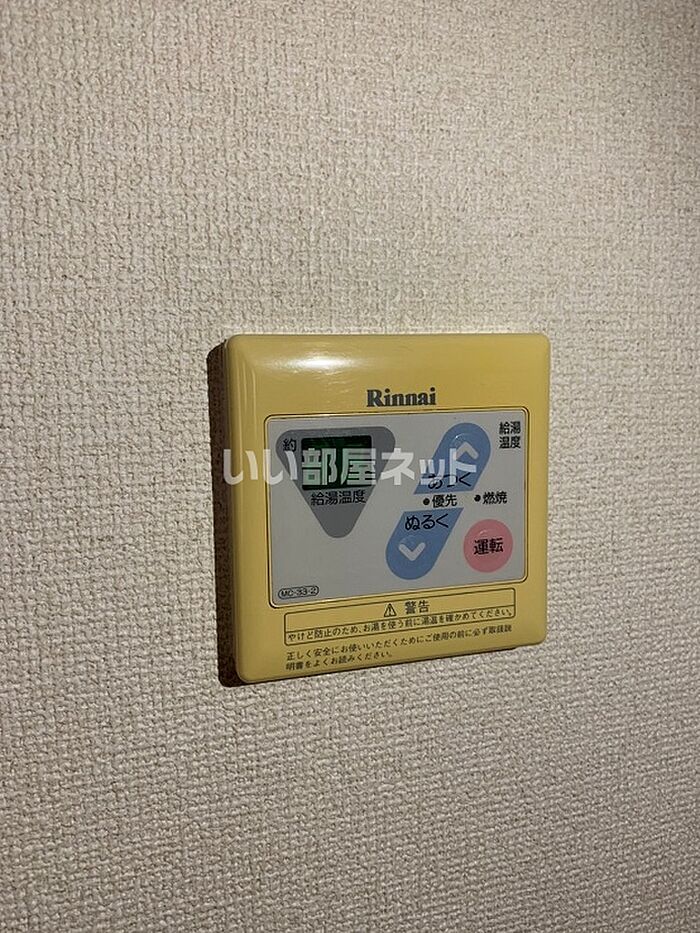 Rinnai
約
給湯温度
あつく
ぬるく
優先
燃焼
給湯
温度
運転
MC-33-2
警告
やけど防止のため、お湯を使う前に湯温を確かめてください。
正しく安全にお使いいただくためにご使用の前に必ず取扱説
明書をよくお読みください。
いい部屋ネット